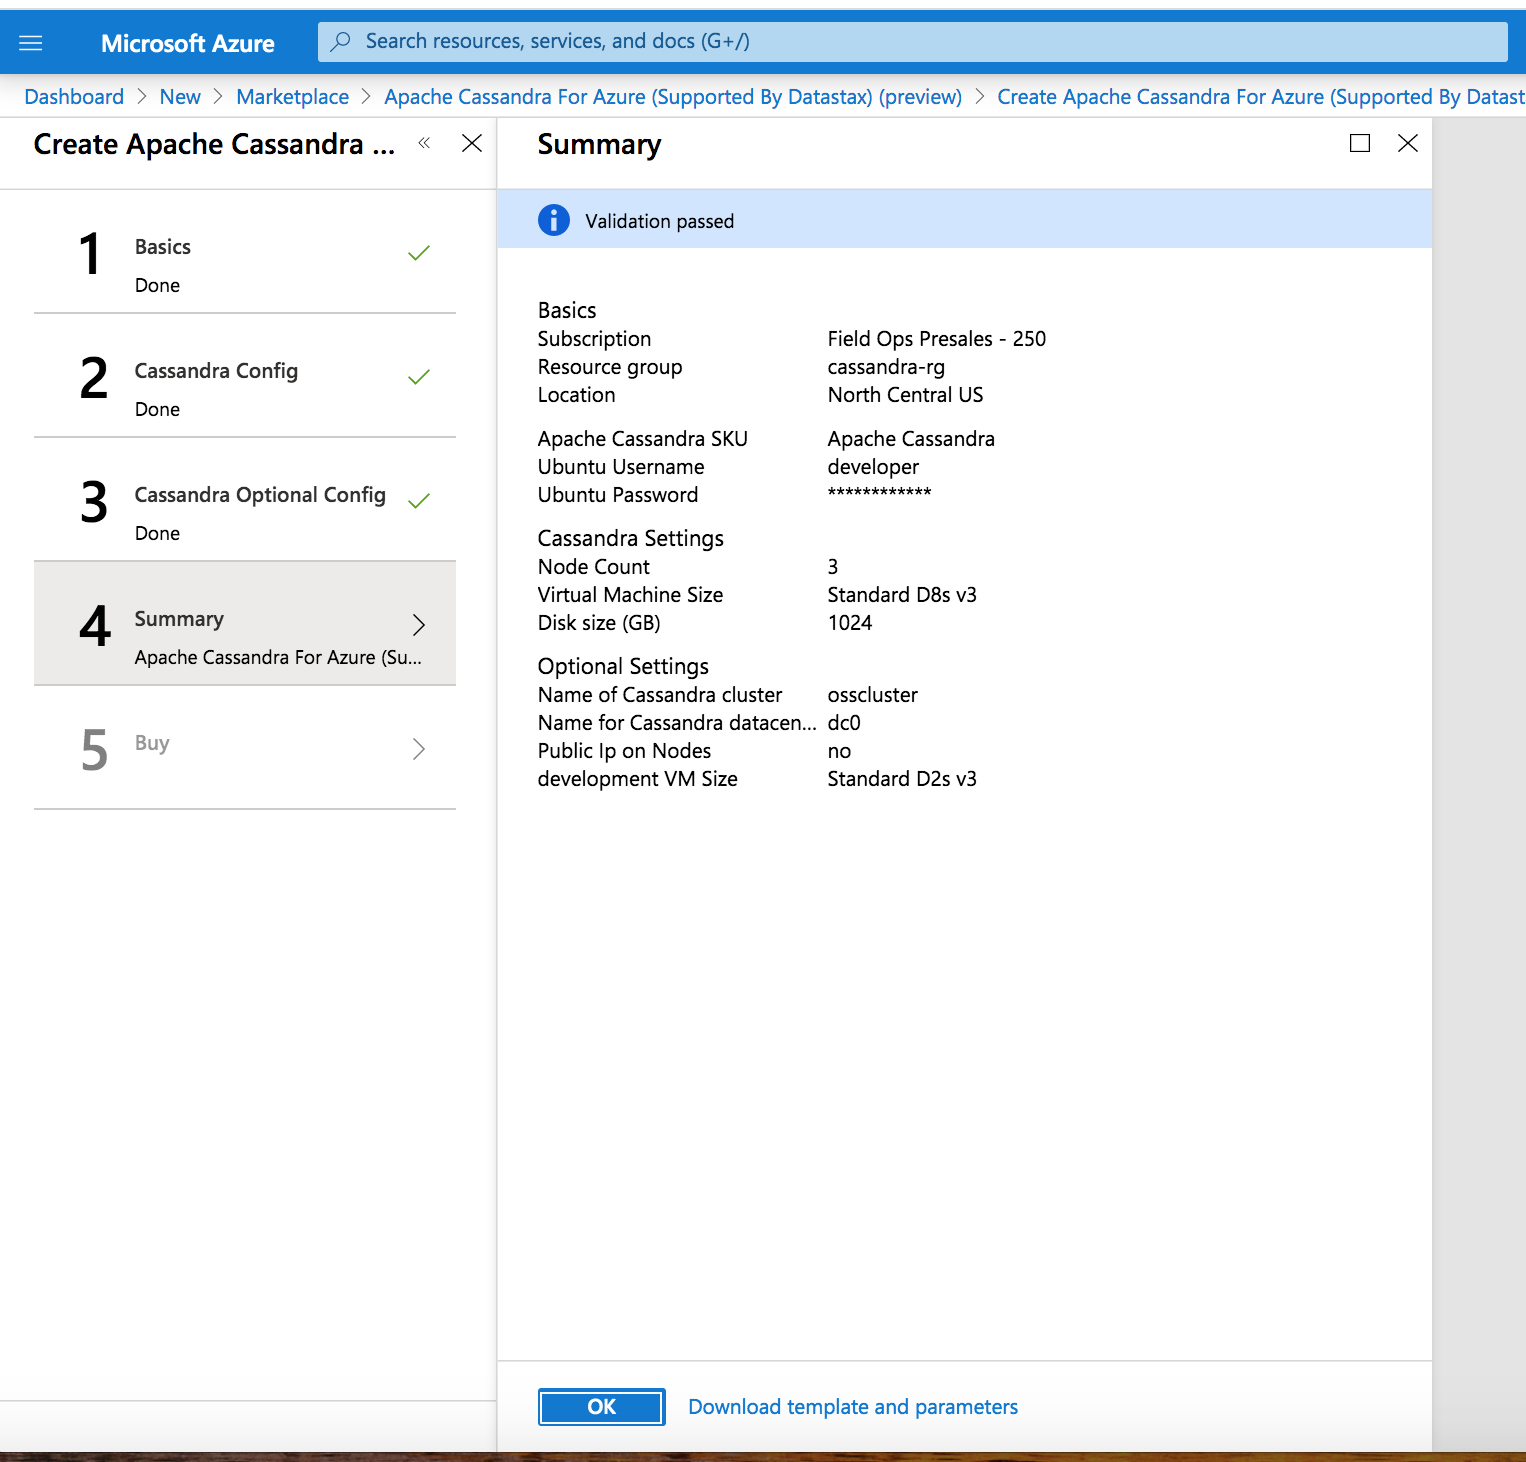 Microsoft Azure
Search resources, services, and docs (G+/)
Dashboard > New > Marketplace > Apache Cassandra For Azure (Supported By Datastax) (preview) > Create Apache Cassandra For Azure (Supported By Datast
Create Apache Cassandra ... «
1
Basics
Done
2
Cassandra Config
Done
3
Cassandra Optional Config
Done
4
Summary
Apache Cassandra For Azure (Su...
5
Buy
Summary
Validation passed
Basics
Subscription Field Ops Presales - 250
Resource group cassandra-rg
Location North Central US
Apache Cassandra SKU Apache Cassandra
Ubuntu Username developer
Ubuntu Password ************
Cassandra Settings
Node Count 3
Virtual Machine Size Standard D8s v3
Disk size (GB) 1024
Optional Settings
Name of Cassandra cluster osscluster
Name for Cassandra datacen... dc0
Public Ip on Nodes no
development VM Size Standard D2s v3
OK Download template and parameters